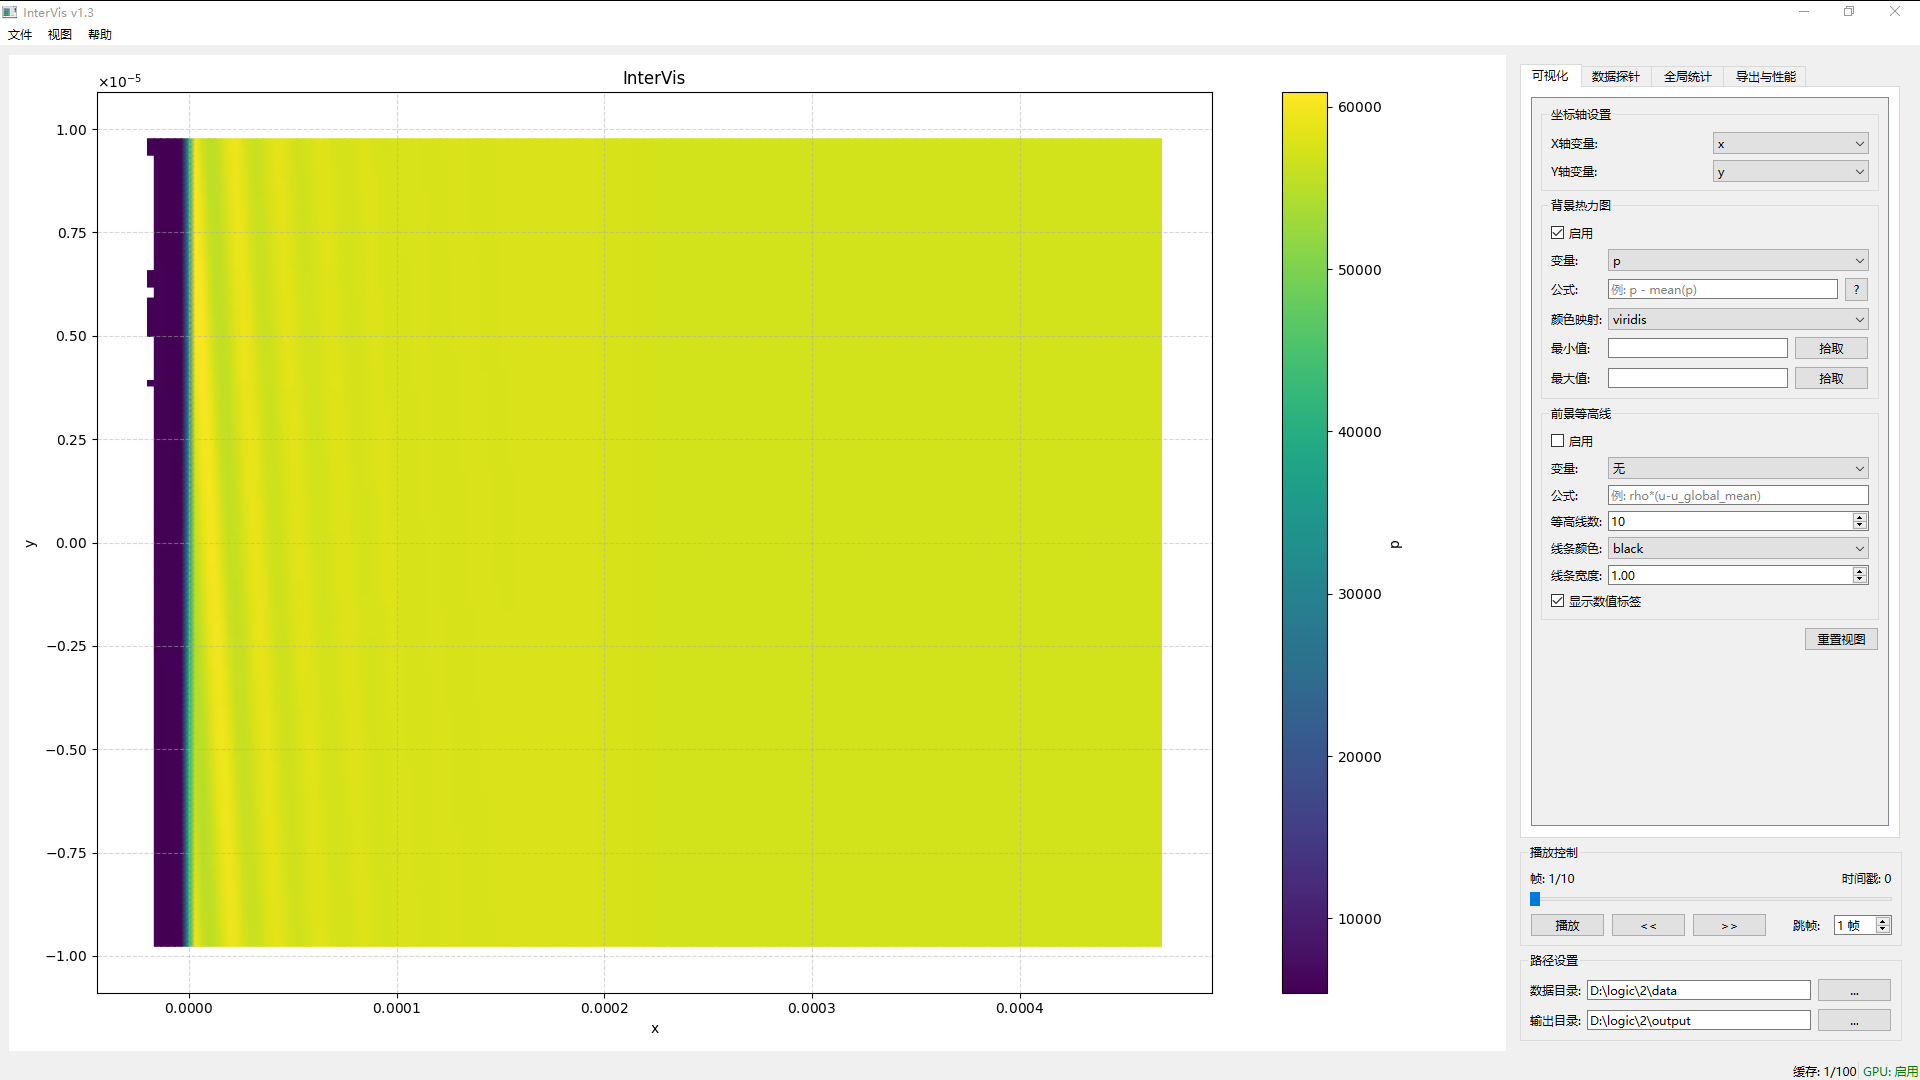 InterVis v1.3
文件 视图 帮助
InterVis
×10⁻⁵
1.00
0.75
0.50
0.25
0.00
−0.25
−0.50
−0.75
−1.00
y
0.0000 0.0001 0.0002 0.0003 0.0004
x
60000
50000
40000
30000
20000
10000
p
可视化 数据探针 全局统计 导出与性能
坐标轴设置
X轴变量: x
Y轴变量: y
背景热力图
启用
变量: p
公式: 例: p - mean(p) ?
颜色映射: viridis
最小值: 拾取
最大值: 拾取
前景等高线
启用
变量: 无
公式: 例: rho*(u-u_global_mean)
等高线数: 10
线条颜色: black
线条宽度: 1.00
显示数值标签
重置视图
播放控制
帧: 1/10 时间戳: 0
播放 << >> 跳帧: 1 帧
路径设置
数据目录: D:\logic\2\data ...
输出目录: D:\logic\2\output ...
缓存: 1/100 GPU: 启用